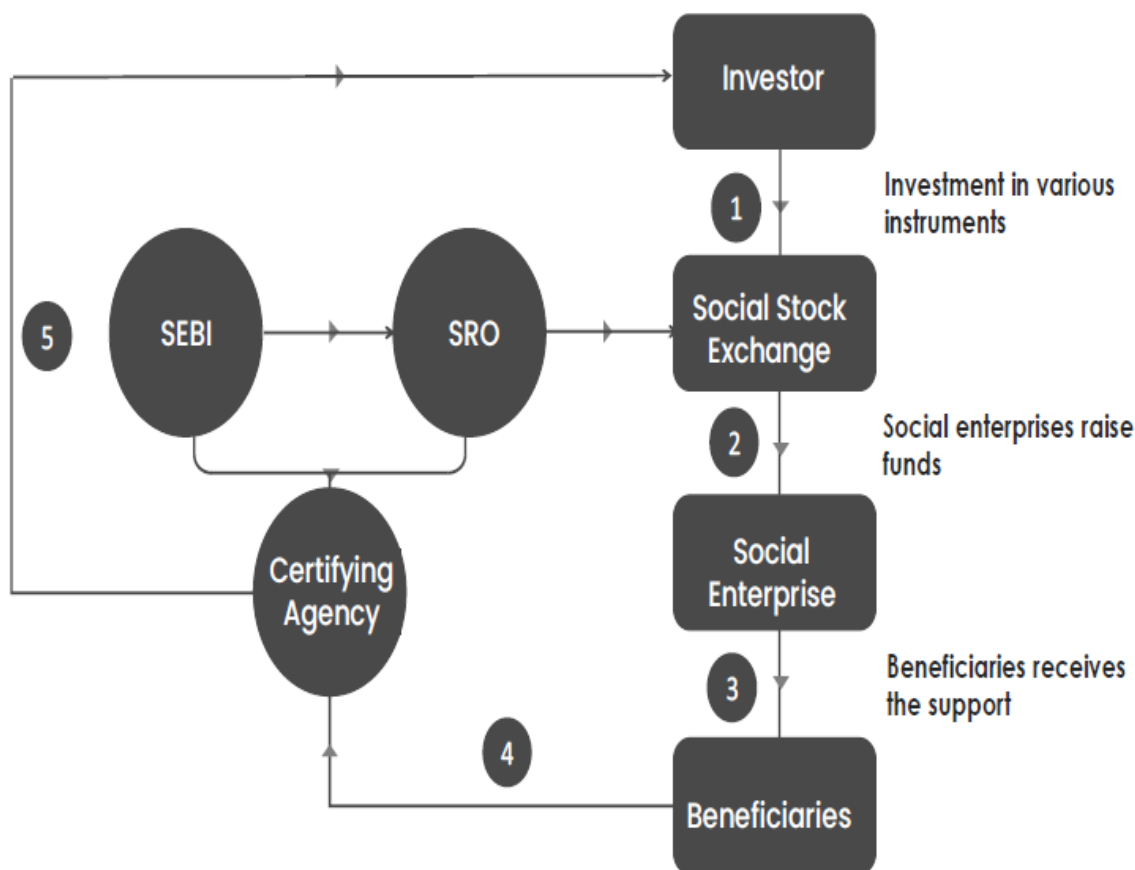 Investor
1
Investment in various
instruments
SEBI
SRO
Social Stock
Exchange
5
2
Social enterprises raise
funds
Certifying
Agency
Social
Enterprise
3
Beneficiaries receives
the support
4
Beneficiaries